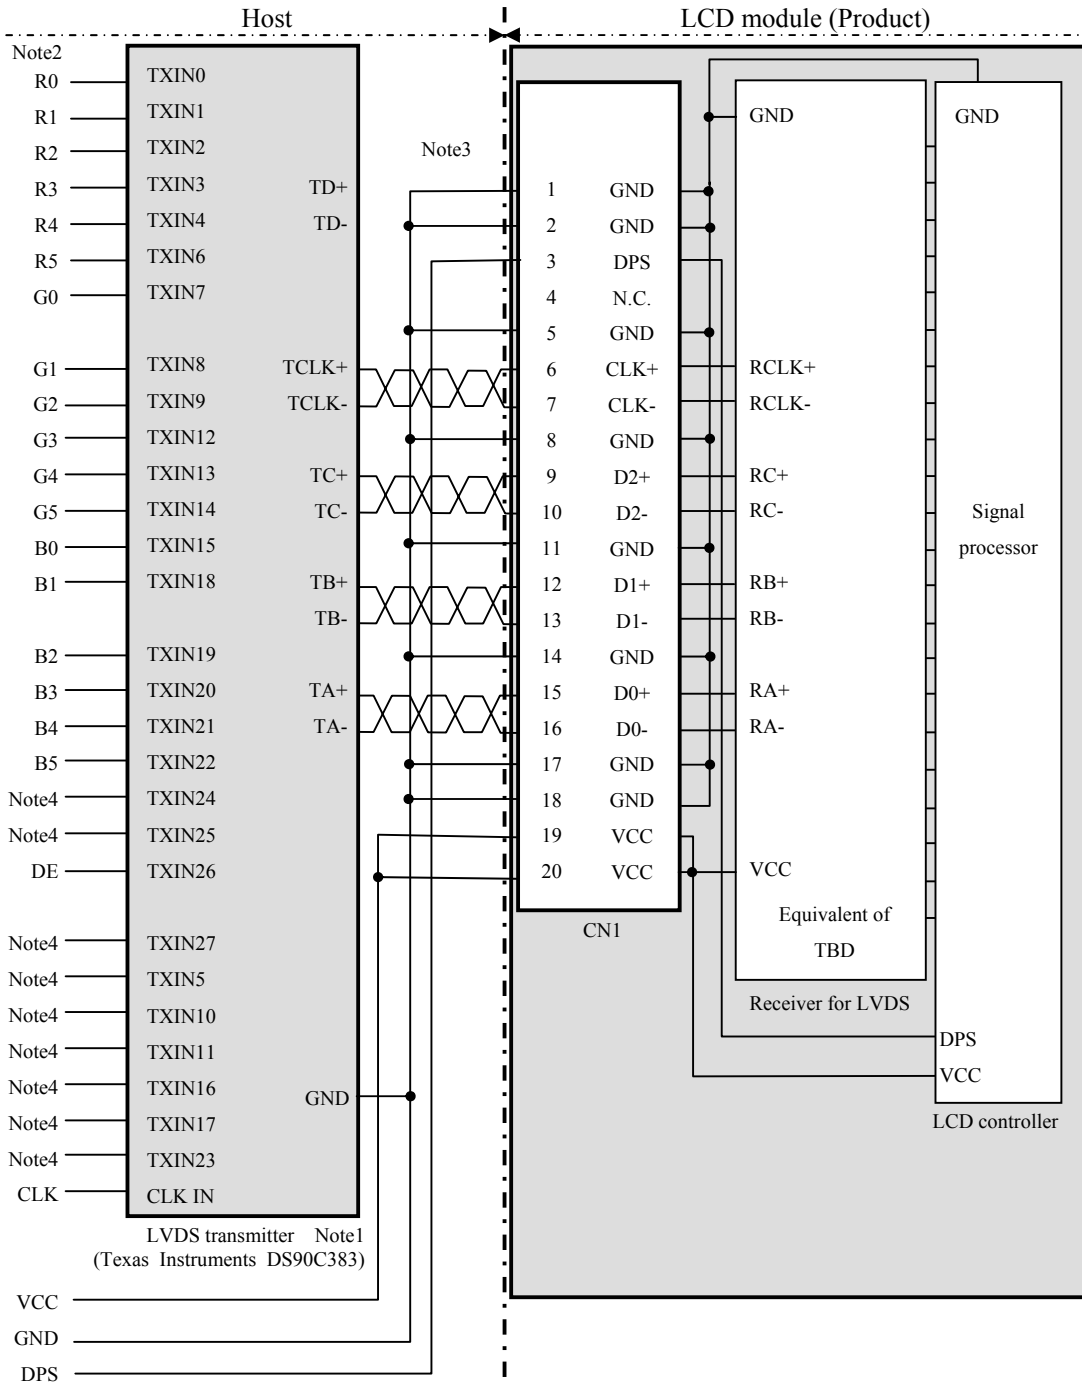 Host
LCD module (Product)
Note2
R0 TXIN0
R1 TXIN1
R2 TXIN2
R3 TXIN3 TD+
R4 TXIN4 TD-
R5 TXIN6
G0 TXIN7
G1 TXIN8 TCLK+
G2 TXIN9 TCLK-
G3 TXIN12
G4 TXIN13 TC+
G5 TXIN14 TC-
B0 TXIN15
B1 TXIN18 TB+
TB-
B2 TXIN19
B3 TXIN20 TA+
B4 TXIN21 TA-
B5 TXIN22
Note4 TXIN24
Note4 TXIN25
DE TXIN26
Note4 TXIN27
Note4 TXIN5
Note4 TXIN10
Note4 TXIN11
Note4 TXIN16 GND
Note4 TXIN17
Note4 TXIN23
CLK CLK IN
LVDS transmitter Note1
(Texas Instruments DS90C383)
VCC
GND
DPS
Note3
1 GND
2 GND
3 DPS
4 N.C.
5 GND
6 CLK+
7 CLK-
8 GND
9 D2+
10 D2-
11 GND
12 D1+
13 D1-
14 GND
15 D0+
16 D0-
17 GND
18 GND
19 VCC
20 VCC
CN1
GND
RCLK+
RCLK-
RC+
RC-
RB+
RB-
RA+
RA-
VCC
Equivalent of
TBD
Receiver for LVDS
GND
Signal
processor
DPS
VCC
LCD controller